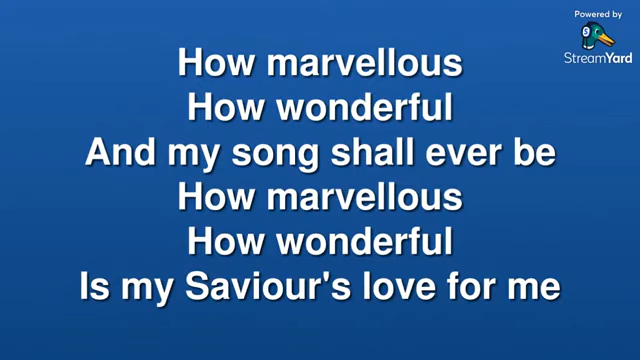 Powered by
StreamYard
How marvellous
How wonderful
And my song shall ever be
How marvellous
How wonderful
Is my Saviour's love for me